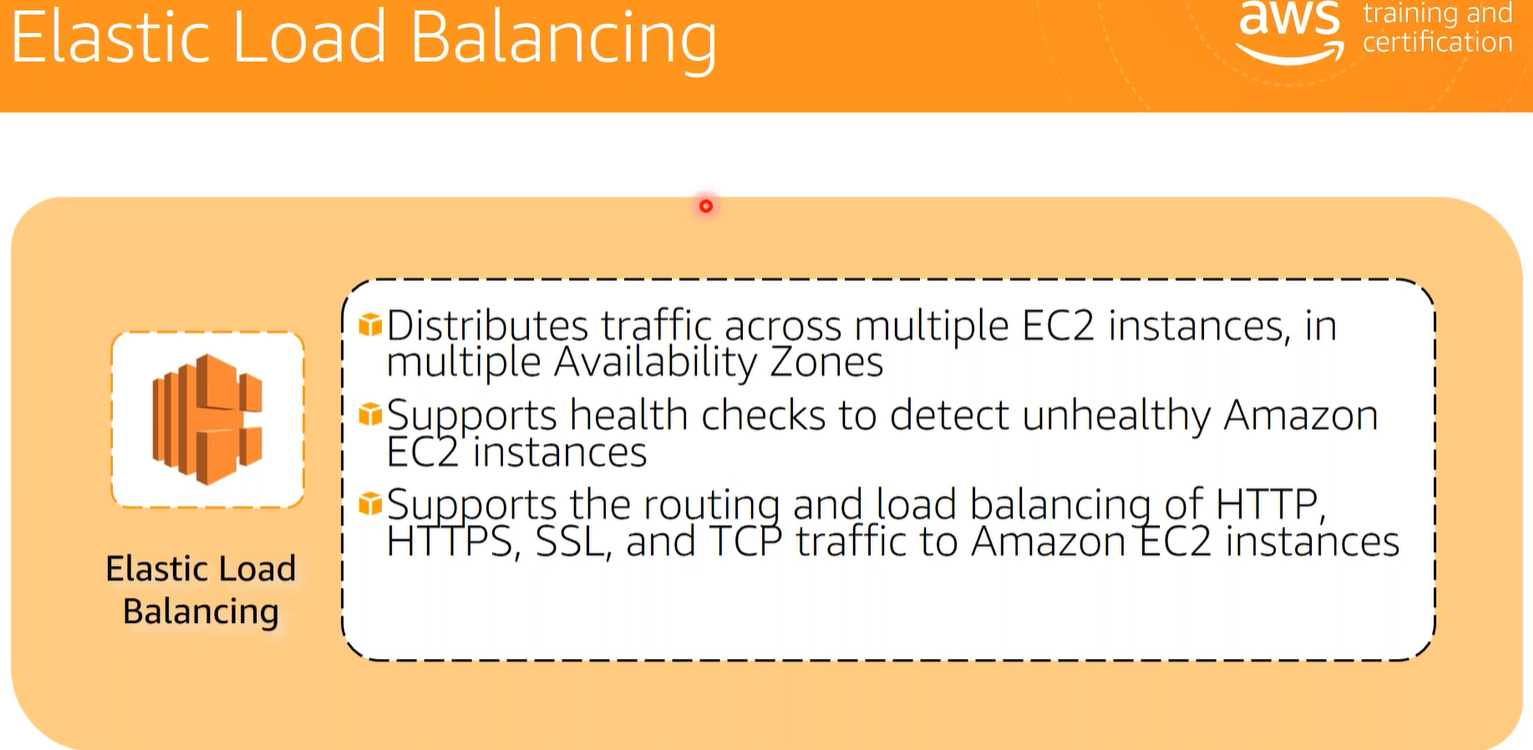 Elastic Load Balancing
aws
training and
certification
Distributes traffic across multiple EC2 instances, in
multiple Availability Zones
Supports health checks to detect unhealthy Amazon
EC2 instances
Supports the routing and load balancing of HTTP,
HTTPS, SSL, and TCP traffic to Amazon EC2 instances
Elastic Load
Balancing